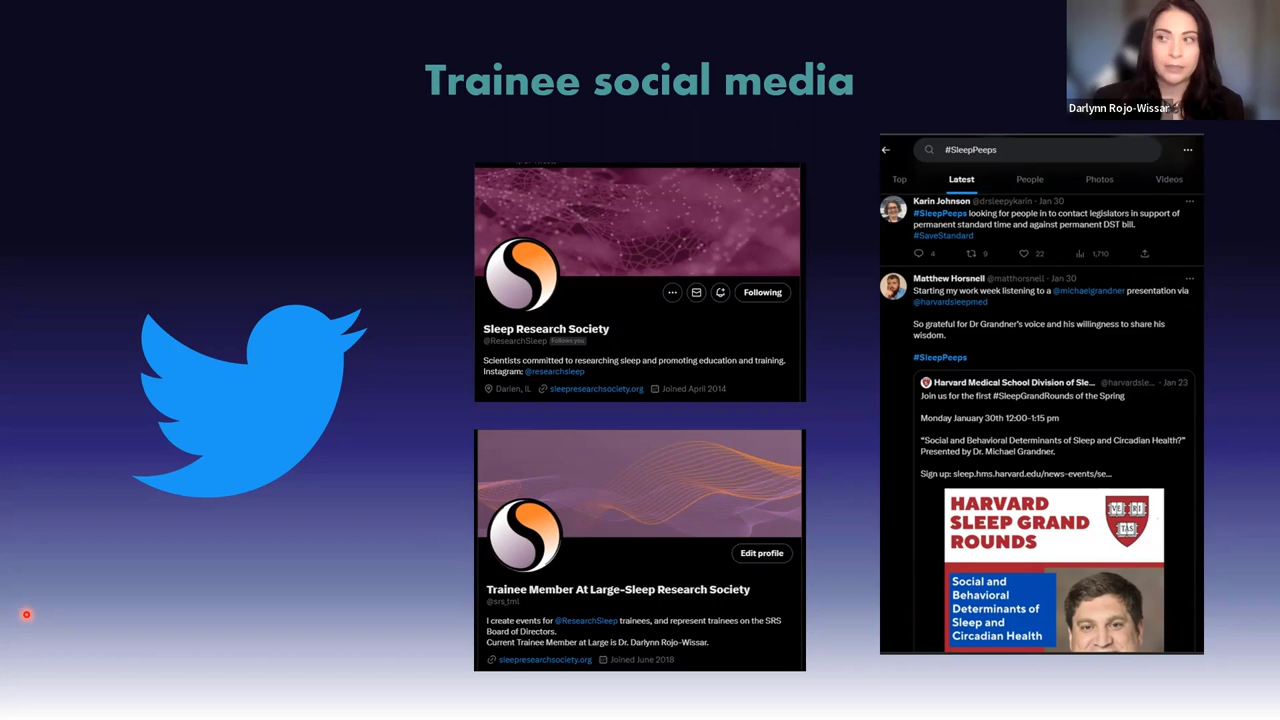 Trainee social media
Darlynn Rojo-Wissar
Following
Sleep Research Society
@ResearchSleep Follows you
Scientists committed to researching sleep and promoting education and training.
Instagram: @researchsleep
Darien, IL sleepresearchsociety.org Joined April 2014
Edit profile
Trainee Member At Large-Sleep Research Society
@srs_tml
I create events for @ResearchSleep trainees, and represent trainees on the SRS
Board of Directors.
Current Trainee Member at Large is Dr. Darlynn Rojo-Wissar.
sleepresearchsociety.org Joined June 2018
#SleepPeeps
Top Latest People Photos Videos
Karin Johnson @drsleepykarin · Jan 30
#SleepPeeps looking for people in to contact legislators in support of
permanent standard time and against permanent DST bill.
#SaveStandard
4 9 22 1,710
Matthew Horsnell @matthorsnell · Jan 30
Starting my work week listening to a @michaelgrandner presentation via
@harvardsleepmed
So grateful for Dr Grandner's voice and his willingness to share his
wisdom.
#SleepPeeps
Harvard Medical School Division of Sle... @harvardsle... · Jan 23
Join us for the first #SleepGrandRounds of the Spring
Monday January 30th 12:00-1:15 pm
"Social and Behavioral Determinants of Sleep and Circadian Health?"
Presented by Dr. Michael Grandner.
Sign up: sleep.hms.harvard.edu/news-events/se...
HARVARD
SLEEP GRAND
ROUNDS
VE RI
TAS
Social and
Behavioral
Determinants of
Sleep and
Circadian Health